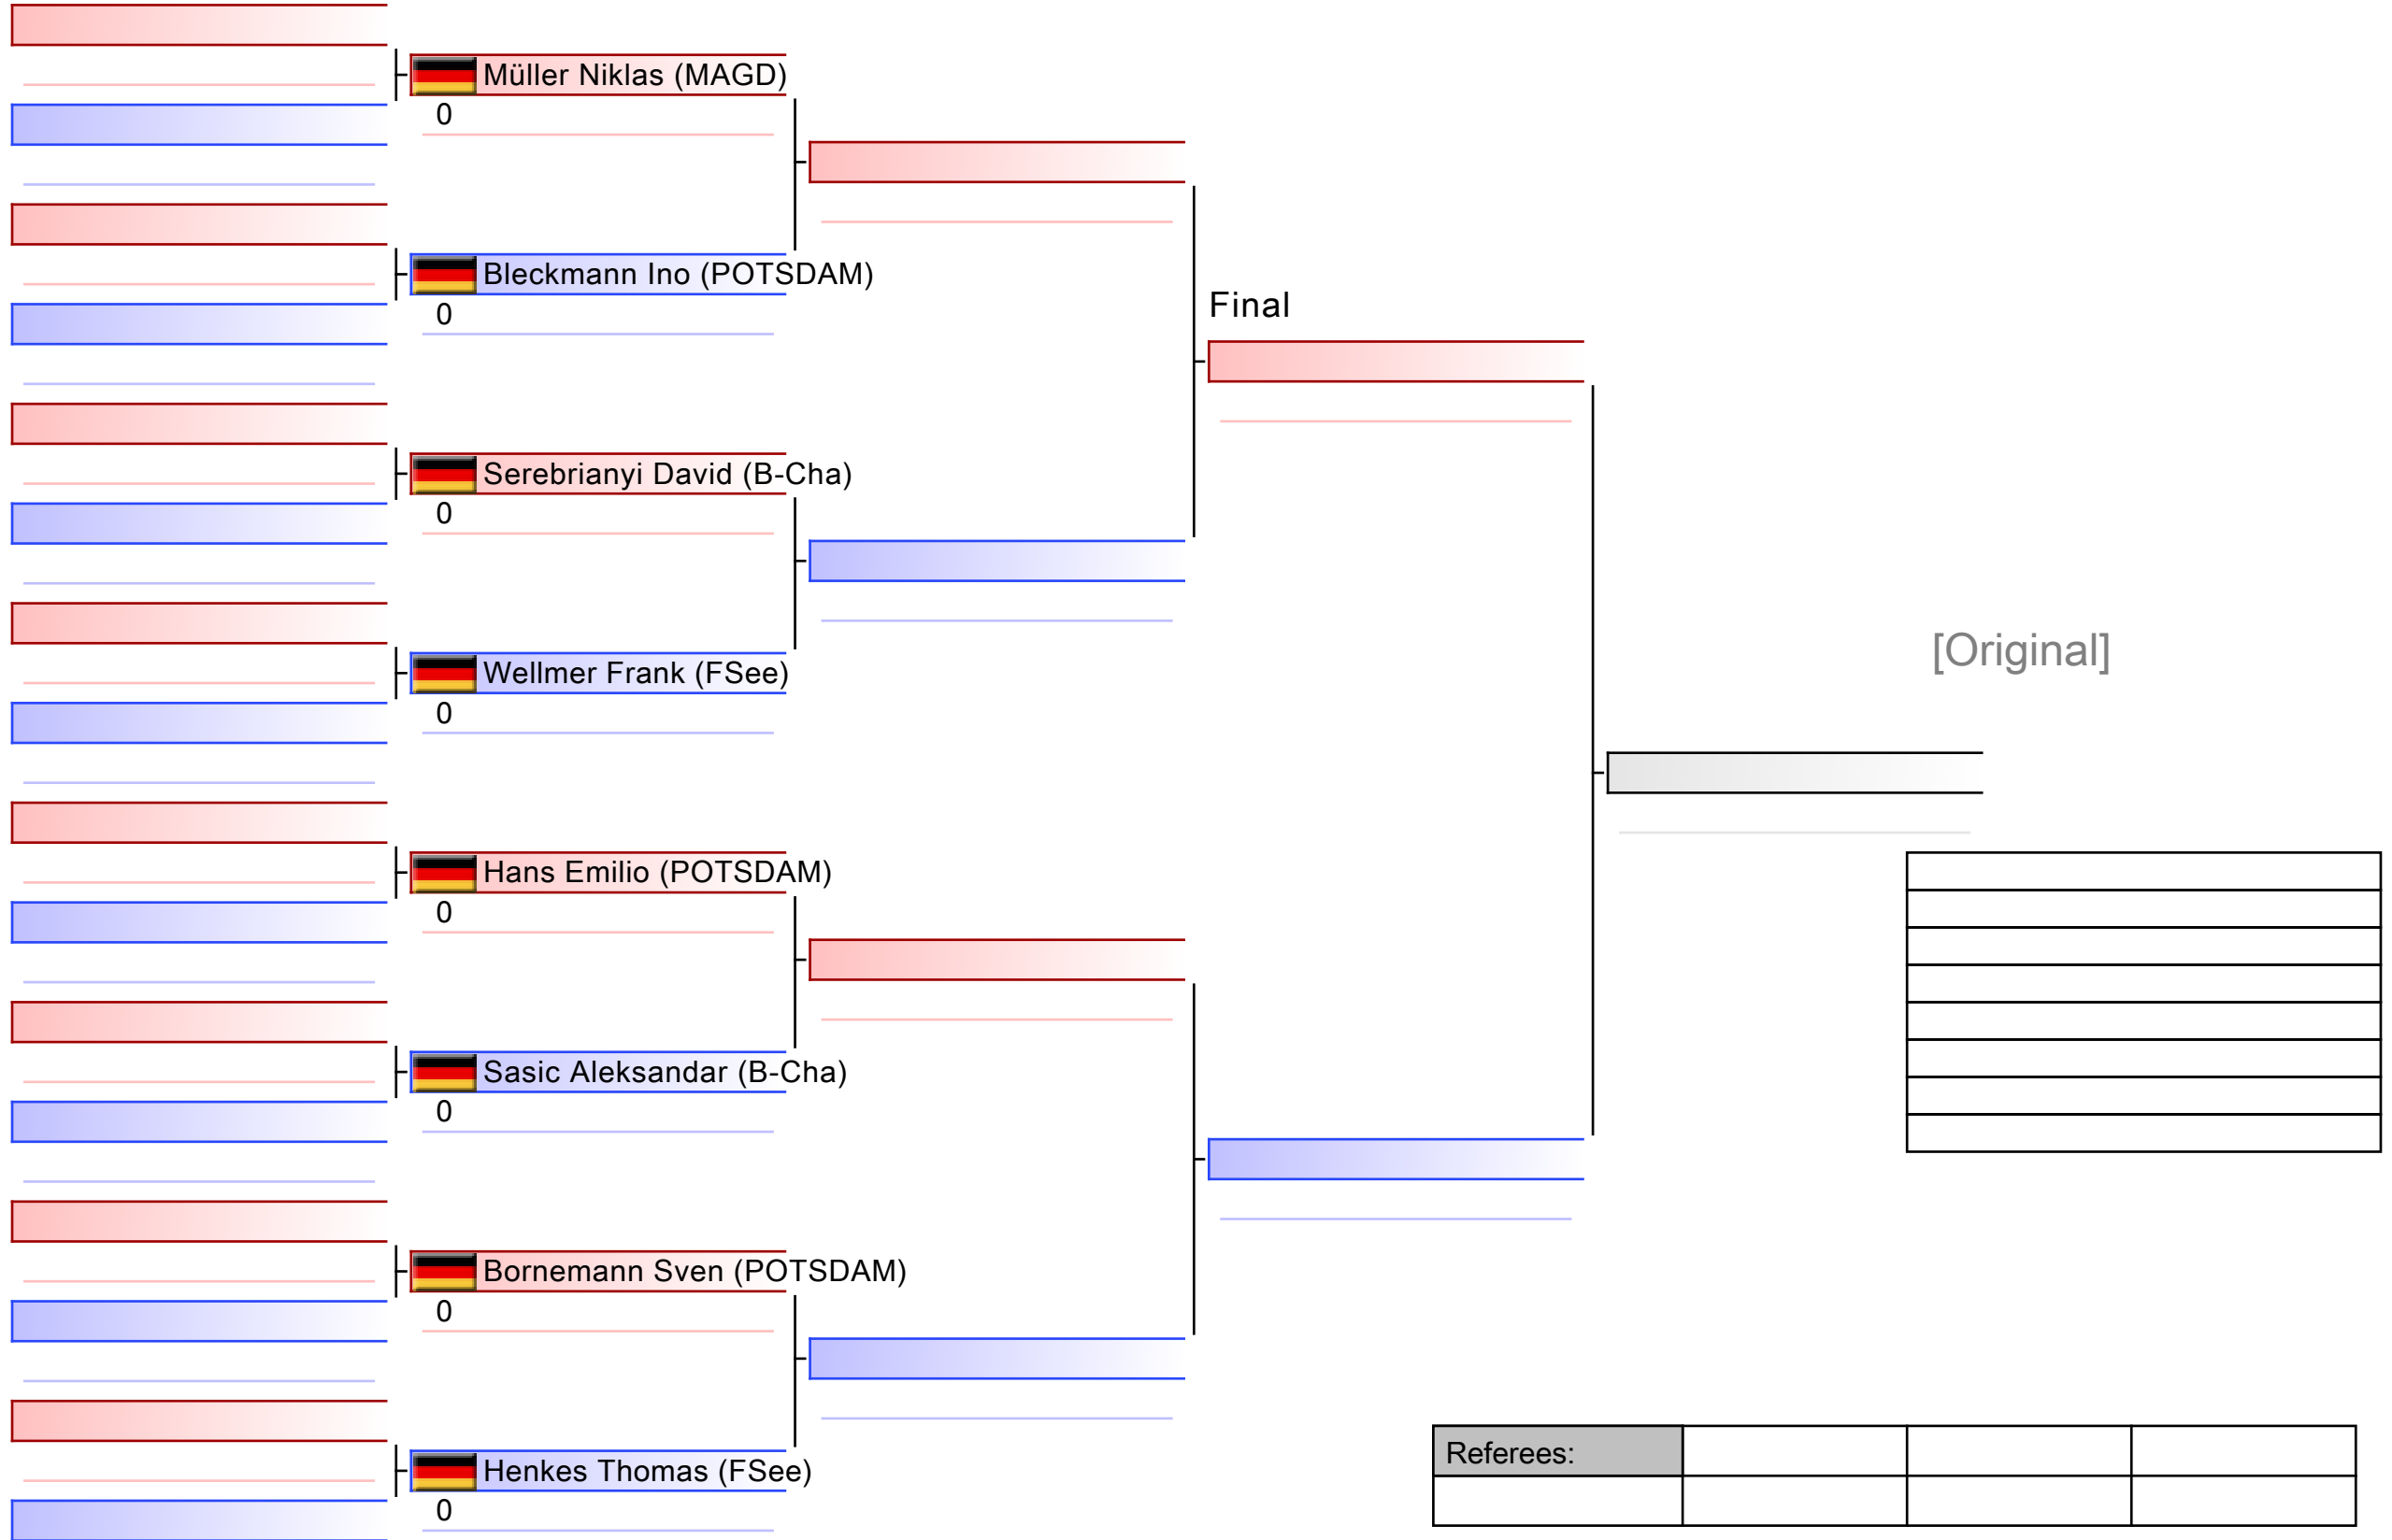 Müller Niklas (MAGD)
0
Bleckmann Ino (POTSDAM)
0
Final
Serebrianyi David (B-Cha)
0
[Original]
Wellmer Frank (FSee)
0
Hans Emilio (POTSDAM)
0
Sasic Aleksandar (B-Cha)
0
Bornemann Sven (POTSDAM)
0
Referees:
Henkes Thomas (FSee)
0